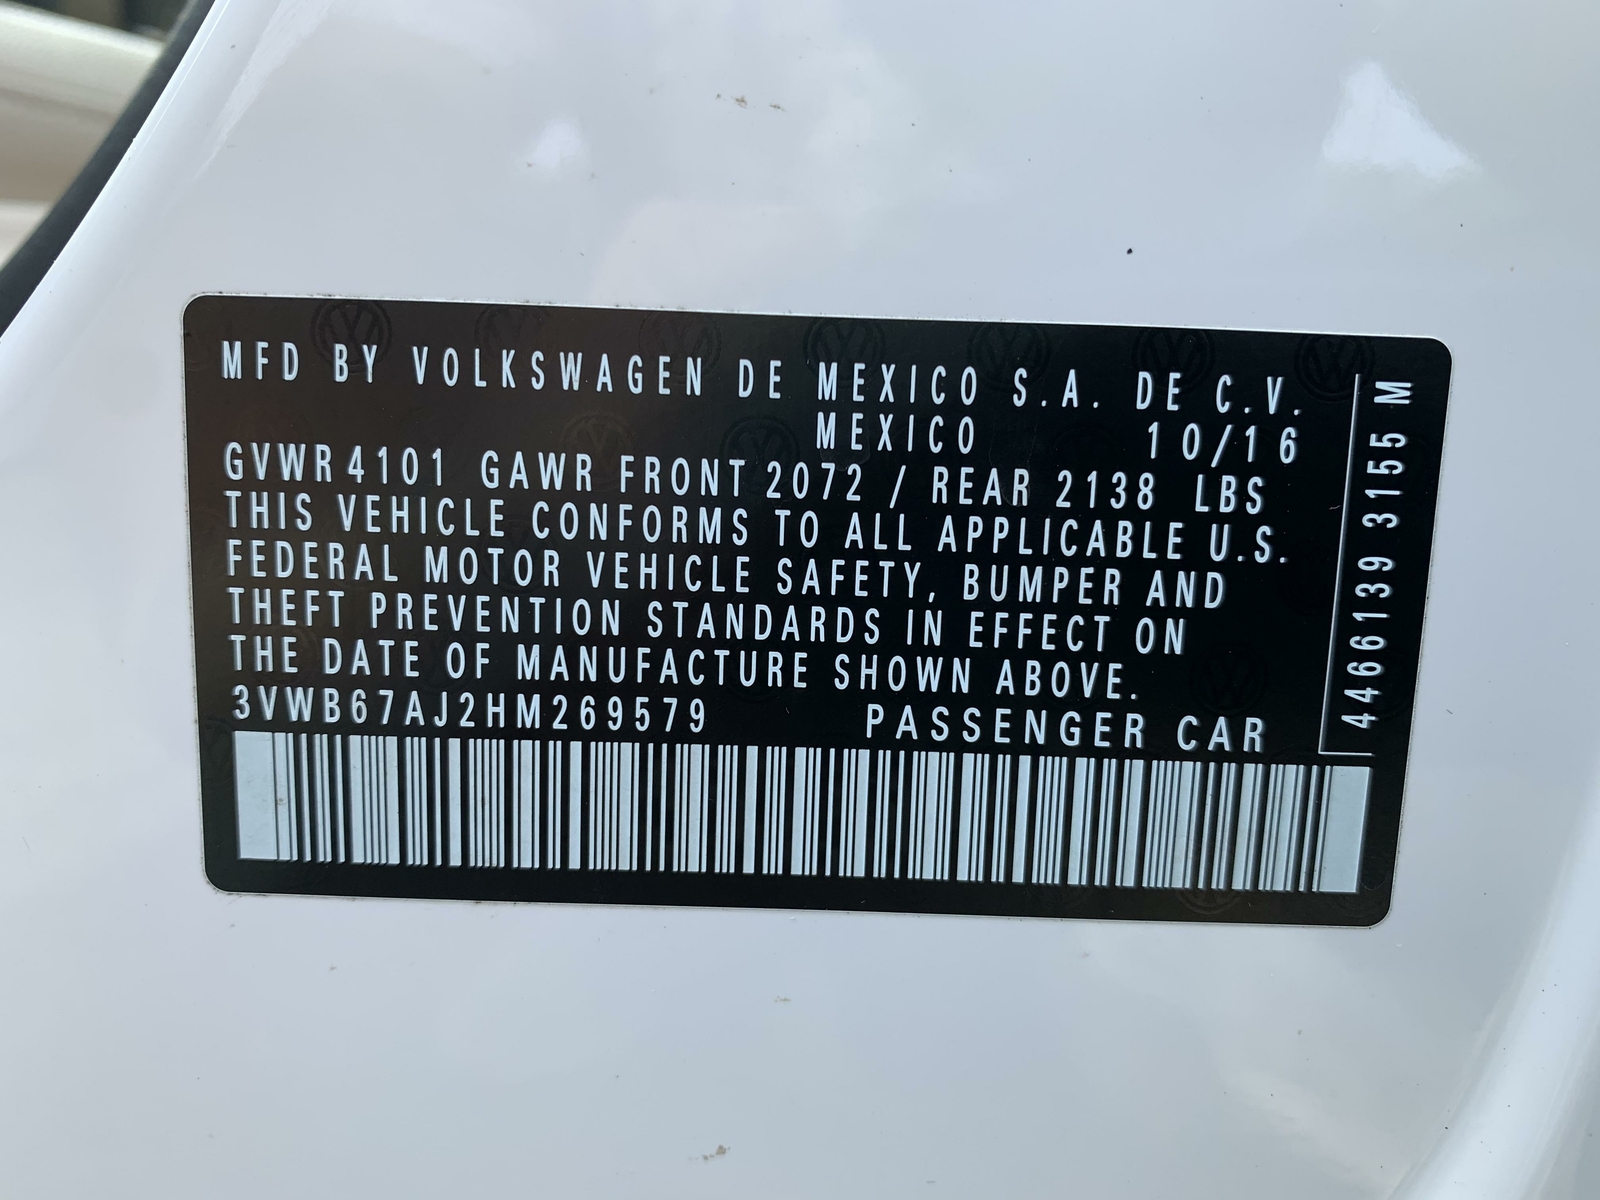 MFD BY VOLKSWAGEN DE MEXICO S.A. DE C.V.
MEXICO 10/16
GVWR 4101 GAWR FRONT 2072 / REAR 2138 LBS
THIS VEHICLE CONFORMS TO ALL APPLICABLE U.S.
FEDERAL MOTOR VEHICLE SAFETY, BUMPER AND
THEFT PREVENTION STANDARDS IN EFFECT ON
THE DATE OF MANUFACTURE SHOWN ABOVE.
3VWB67AJ2HM269579 PASSENGER CAR
4466139 3155 M